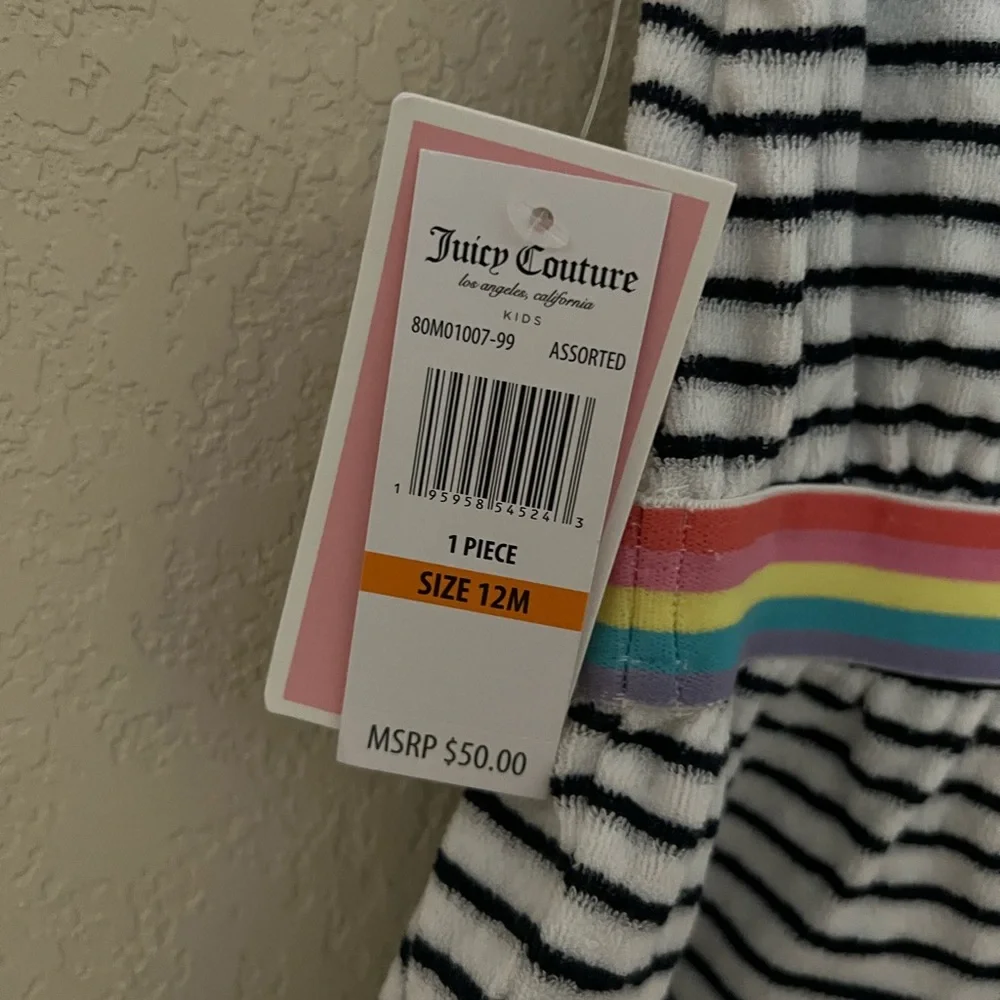 Juicy Couture
los angeles, california
KIDS
80M01007-99 ASSORTED
1 95958 54524 3
1 PIECE
SIZE 12M
MSRP $50.00